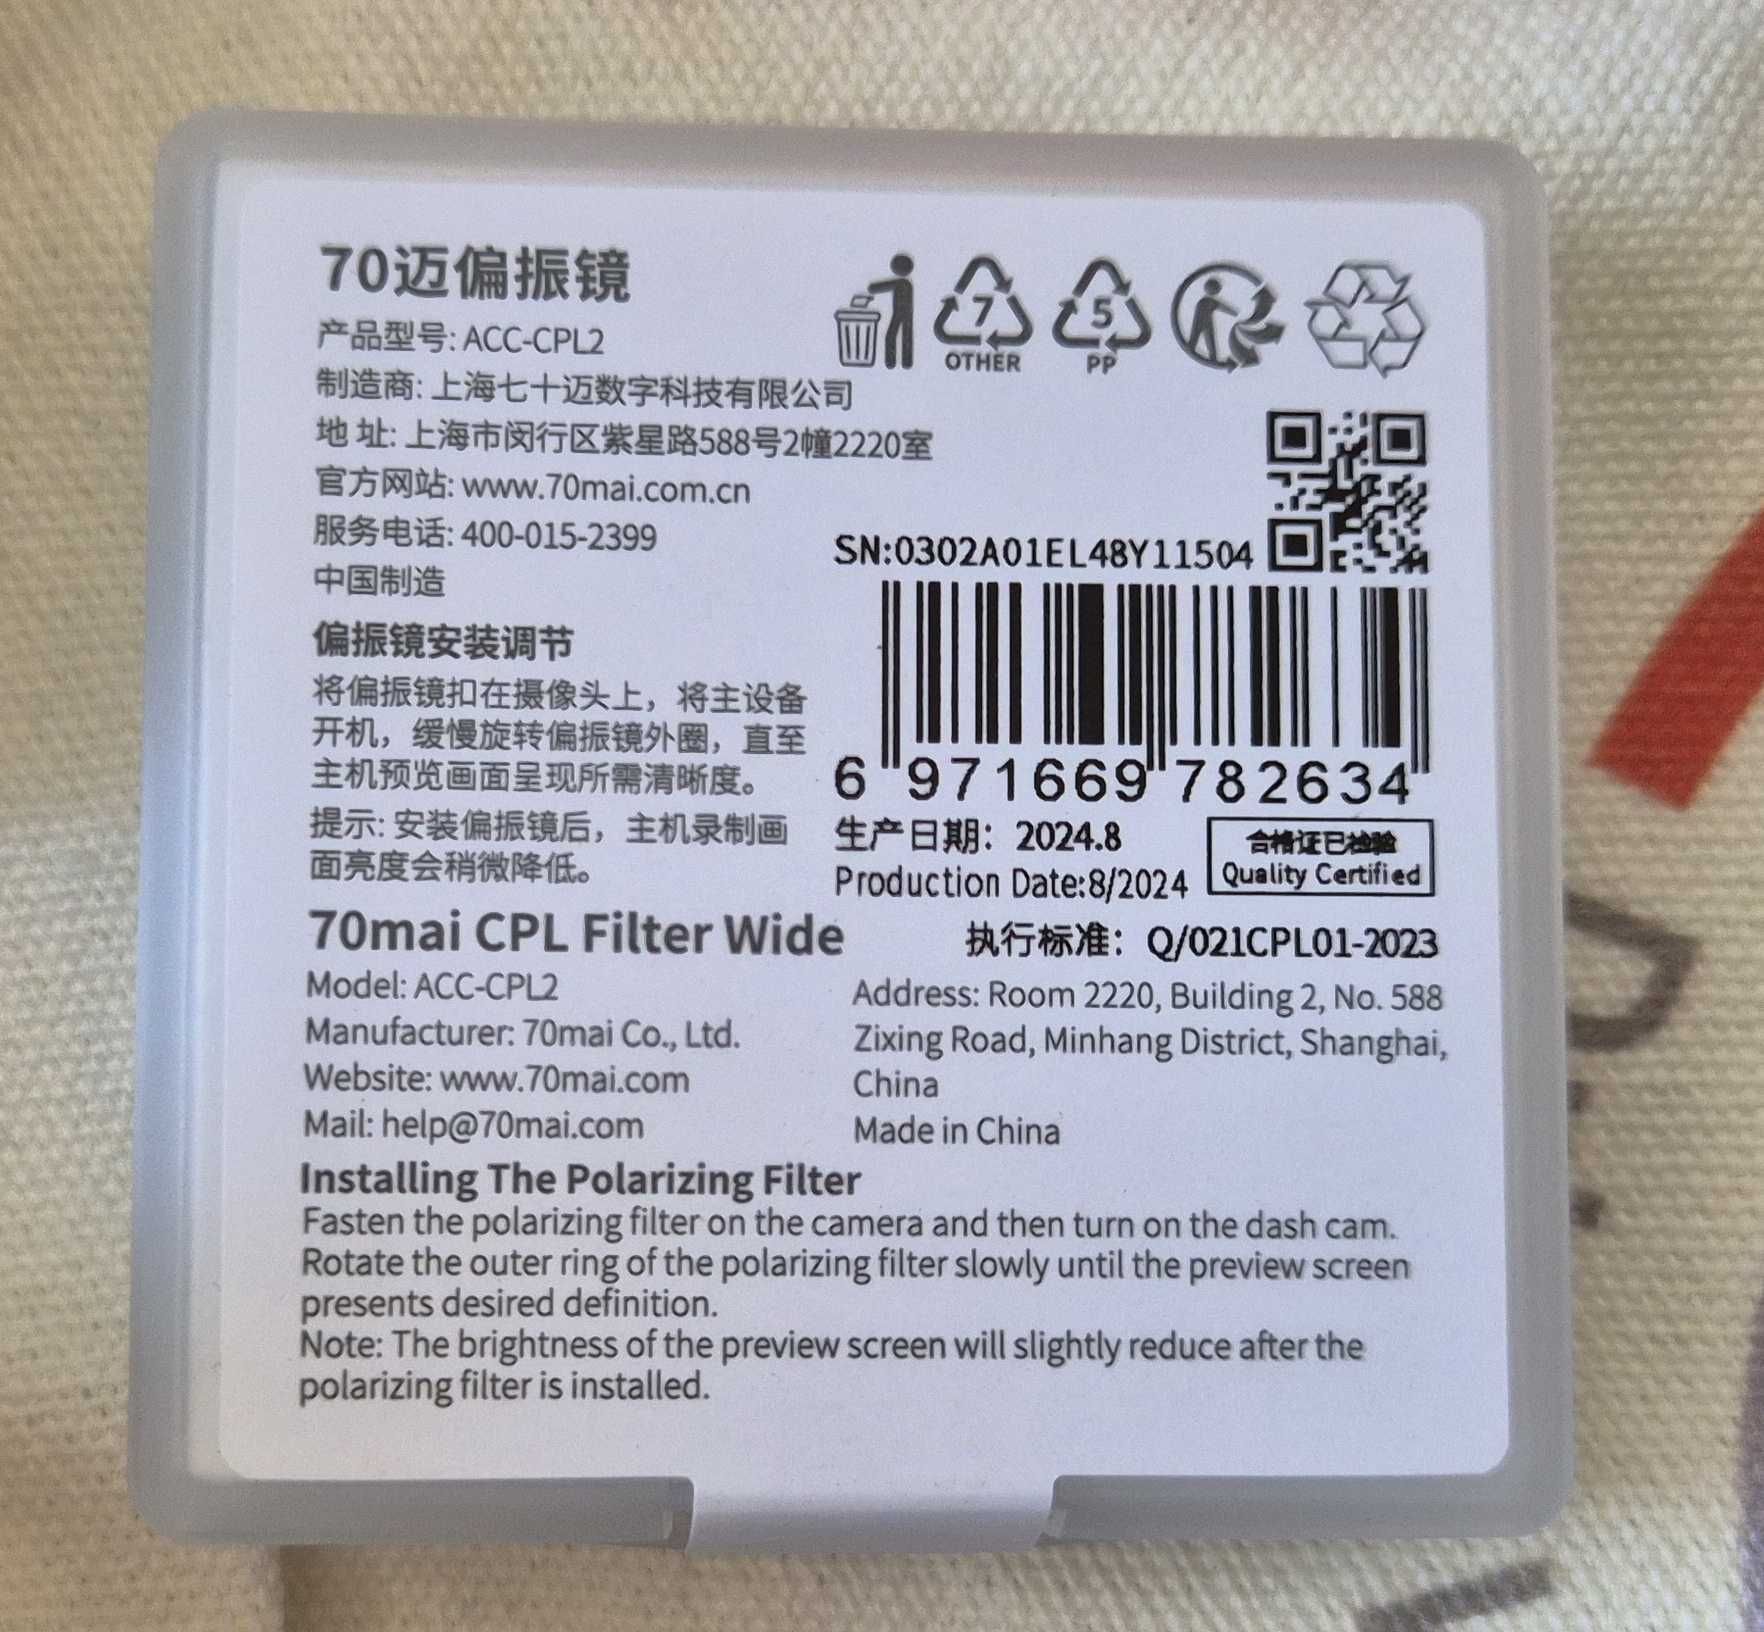 70迈偏振镜
产品型号: ACC-CPL2
制造商: 上海七十迈数字科技有限公司
地 址: 上海市闵行区紫星路588号2幢2220室
官方网站: www.70mai.com.cn
服务电话: 400-015-2399
中国制造
7
OTHER
5
PP
SN:0302A01EL48Y11504
6 971669 782634
偏振镜安装调节
将偏振镜扣在摄像头上，将主设备
开机，缓慢旋转偏振镜外圈，直至
主机预览画面呈现所需清晰度。
提示: 安装偏振镜后，主机录制画
面亮度会稍微降低。
生产日期：2024.8
Production Date:8/2024
合格证已检验
Quality Certified
执行标准：Q/021CPL01-2023
70mai CPL Filter Wide
Model: ACC-CPL2
Manufacturer: 70mai Co., Ltd.
Website: www.70mai.com
Mail: help@70mai.com
Address: Room 2220, Building 2, No. 588
Zixing Road, Minhang District, Shanghai,
China
Made in China
Installing The Polarizing Filter
Fasten the polarizing filter on the camera and then turn on the dash cam.
Rotate the outer ring of the polarizing filter slowly until the preview screen
presents desired definition.
Note: The brightness of the preview screen will slightly reduce after the
polarizing filter is installed.